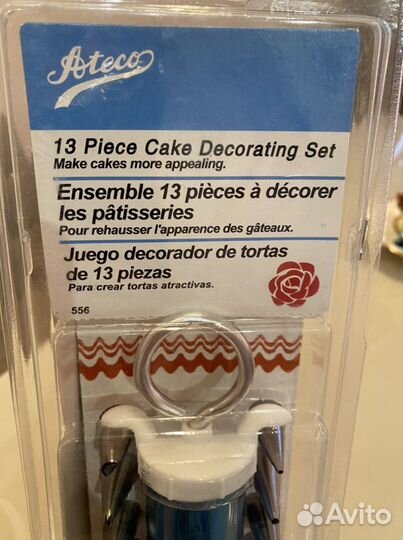 Ateco
13 Piece Cake Decorating Set
Make cakes more appealing.
Ensemble 13 pièces à décorer
les pâtisseries
Pour rehausser l'apparence des gâteaux.
Juego decorador de tortas
de 13 piezas
Para crear tortas atractivas.
556
Avito